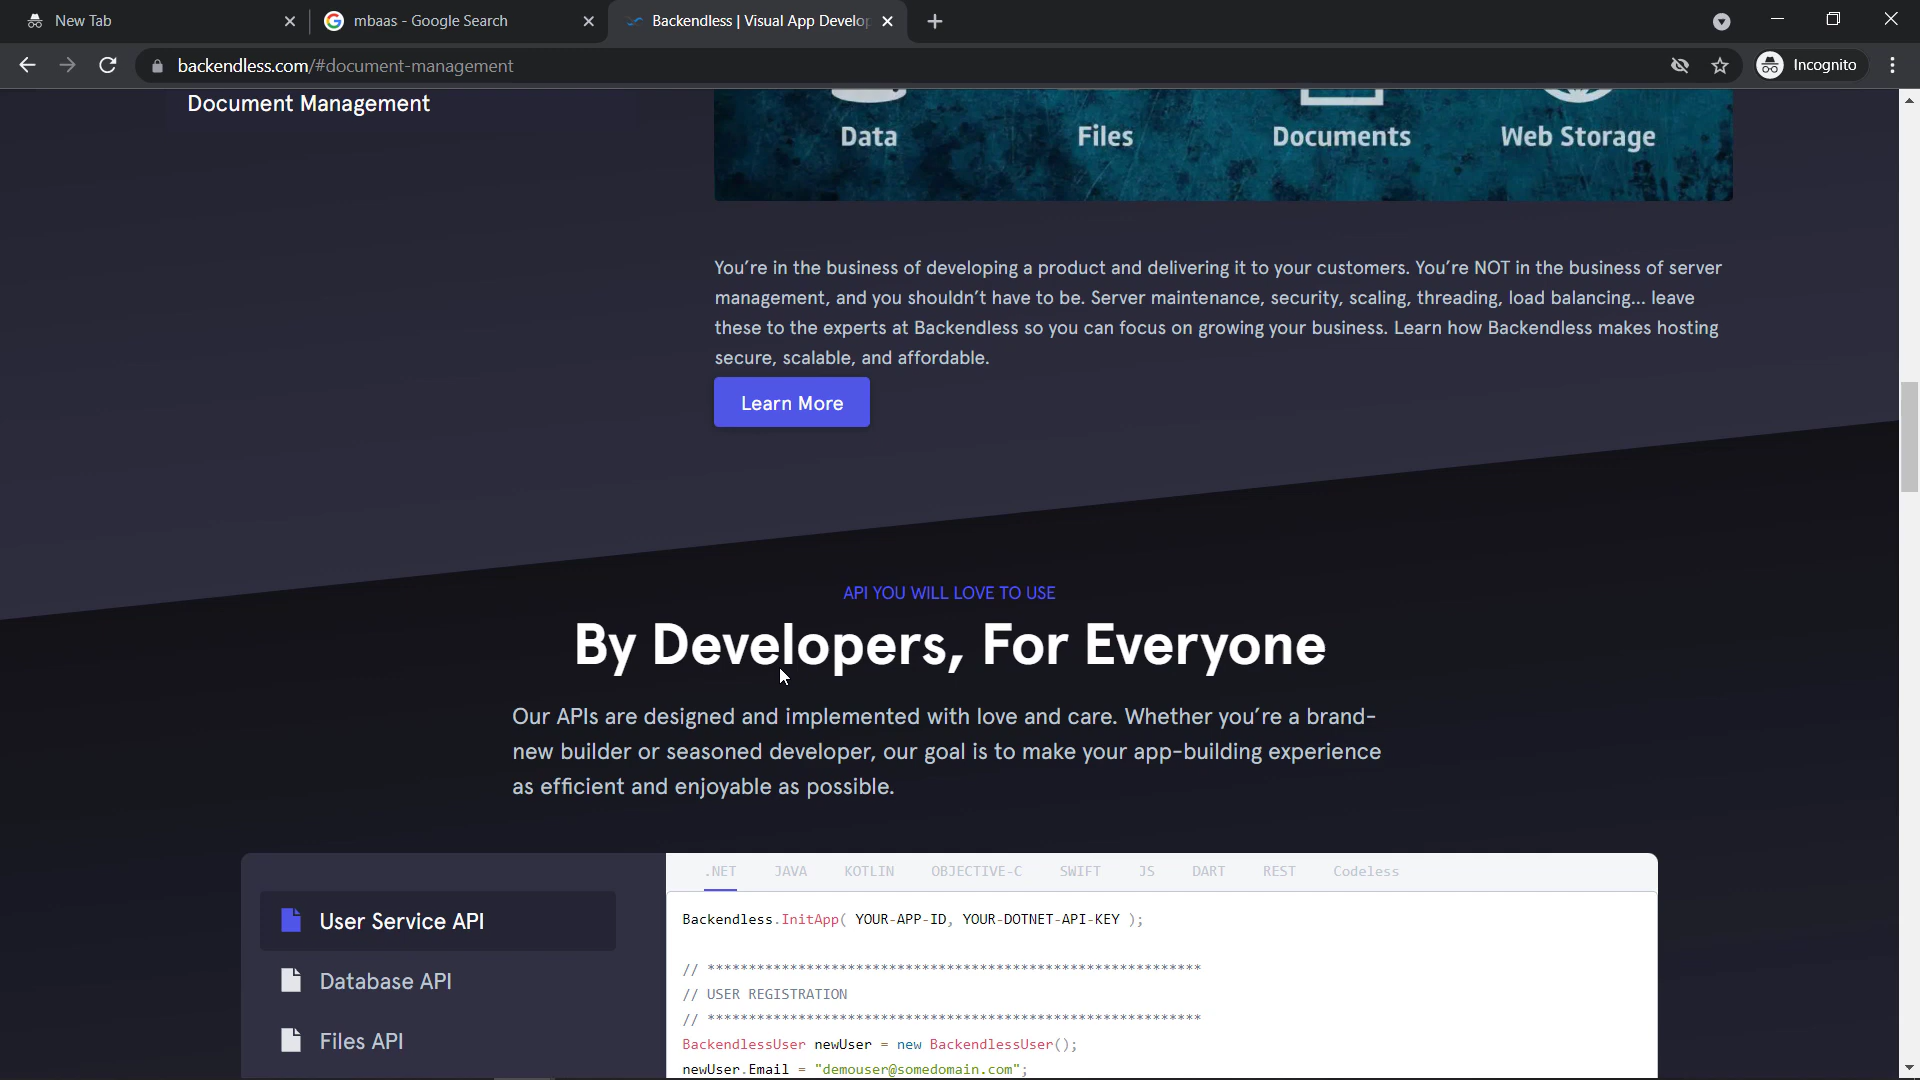 New Tab
mbaas - Google Search
Backendless | Visual App Develop
backendless.com/#document-management
Incognito
Document Management
Data
Files
Documents
Web Storage
You're in the business of developing a product and delivering it to your customers. You're NOT in the business of server
management, and you shouldn't have to be. Server maintenance, security, scaling, threading, load balancing... leave
these to the experts at Backendless so you can focus on growing your business. Learn how Backendless makes hosting
secure, scalable, and affordable.
Learn More
API YOU WILL LOVE TO USE
By Developers, For Everyone
Our APIs are designed and implemented with love and care. Whether you're a brand-
new builder or seasoned developer, our goal is to make your app-building experience
as efficient and enjoyable as possible.
User Service API
Database API
Files API
.NET JAVA KOTLIN OBJECTIVE-C SWIFT JS DART REST Codeless
Backendless.InitApp( YOUR-APP-ID, YOUR-DOTNET-API-KEY );
// ************************************************************
// USER REGISTRATION
// ************************************************************
BackendlessUser newUser = new BackendlessUser();
newUser.Email = "demouser@somedomain.com";